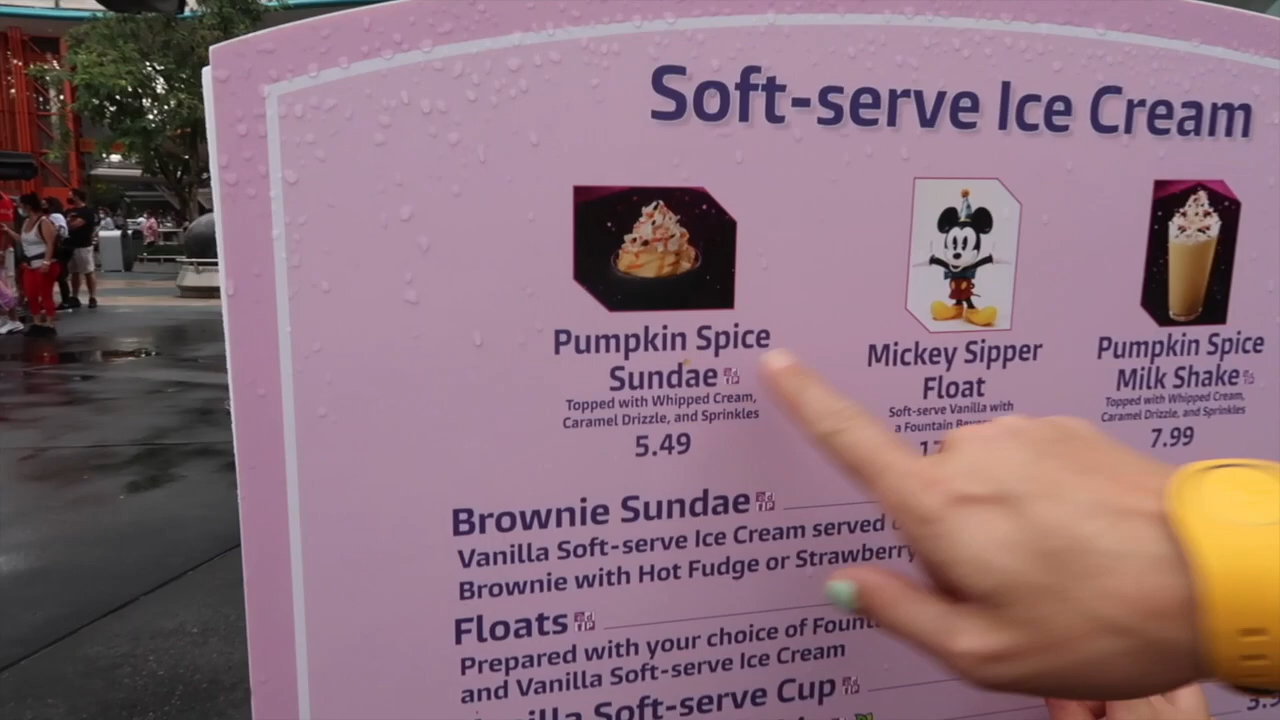 Soft-serve Ice Cream
Pumpkin Spice
Sundae
Topped with Whipped Cream,
Caramel Drizzle, and Sprinkles
5.49
Mickey Sipper
Float
Soft-serve Vanilla with
a Fountain
Pumpkin Spice
Milk Shake
Topped with Whipped Cream,
Caramel Drizzle, and Sprinkles
7.99
Brownie Sundae
Vanilla Soft-serve Ice Cream served
Brownie with Hot Fudge or Strawberry
Floats
Prepared with your choice of
and Vanilla Soft-serve Ice Cream
Soft-serve Cup